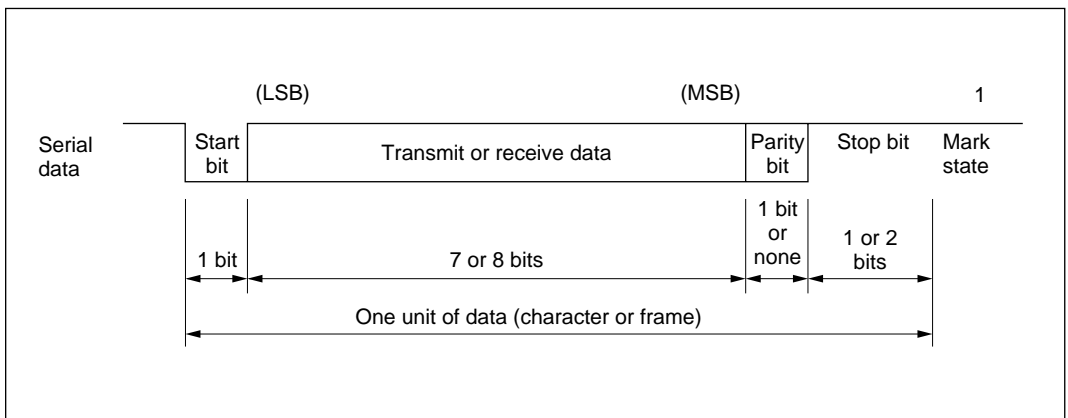 (LSB)
(MSB)
1
Serial
data
Start
bit
Transmit or receive data
Parity
bit
Stop bit
Mark
state
1 bit
7 or 8 bits
1 bit
or
none
1 or 2
bits
One unit of data (character or frame)